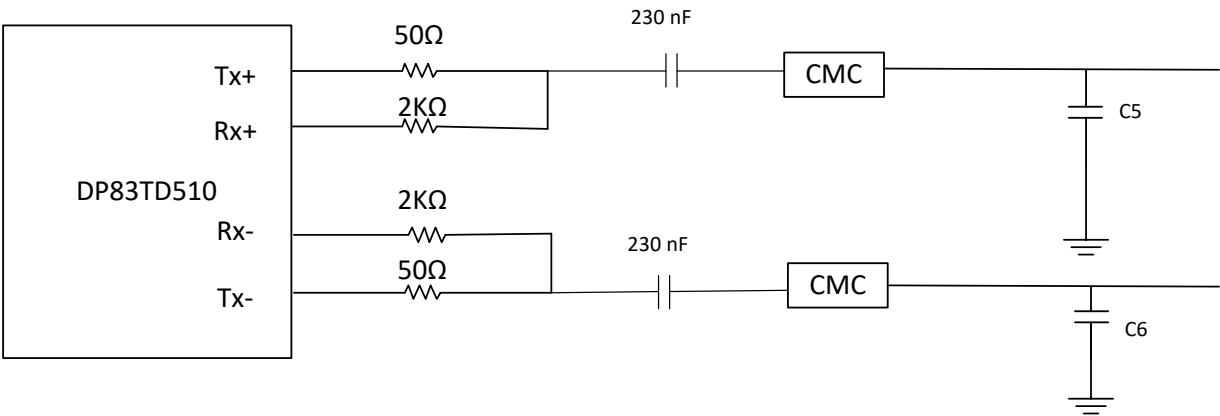 230 nF
50Ω
CMC
Tx+
2KΩ
C5
Rx+
DP83TD510
2KΩ
Rx-
230 nF
50Ω
CMC
Tx-
C6